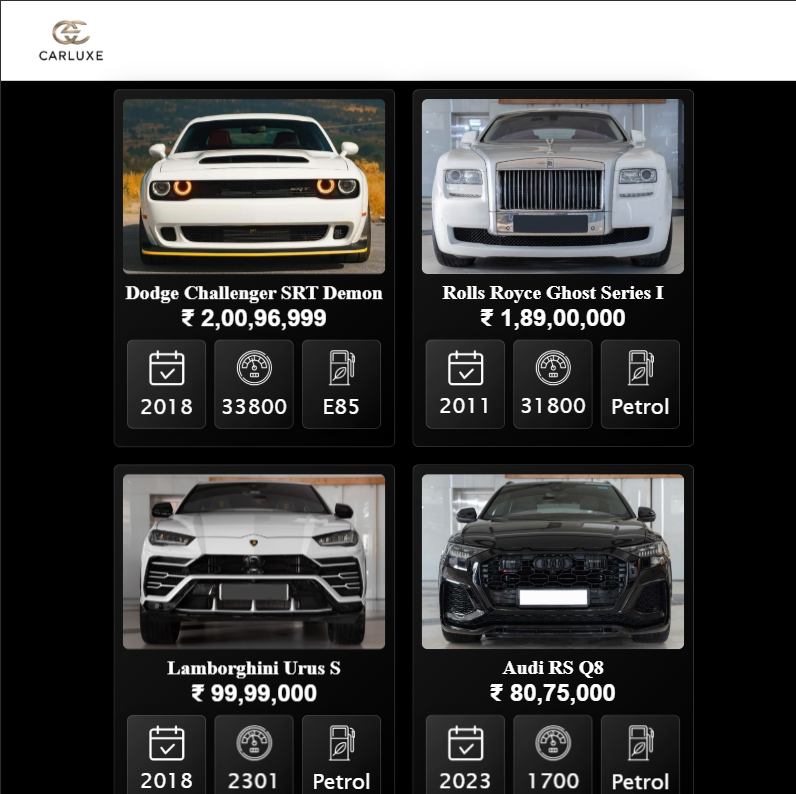 CARLUXE
Dodge Challenger SRT Demon
₹ 2,00,96,999
2018
33800
E85
Rolls Royce Ghost Series I
₹ 1,89,00,000
2011
31800
Petrol
Lamborghini Urus S
₹ 99,99,000
2018
2301
Petrol
Audi RS Q8
₹ 80,75,000
2023
1700
Petrol